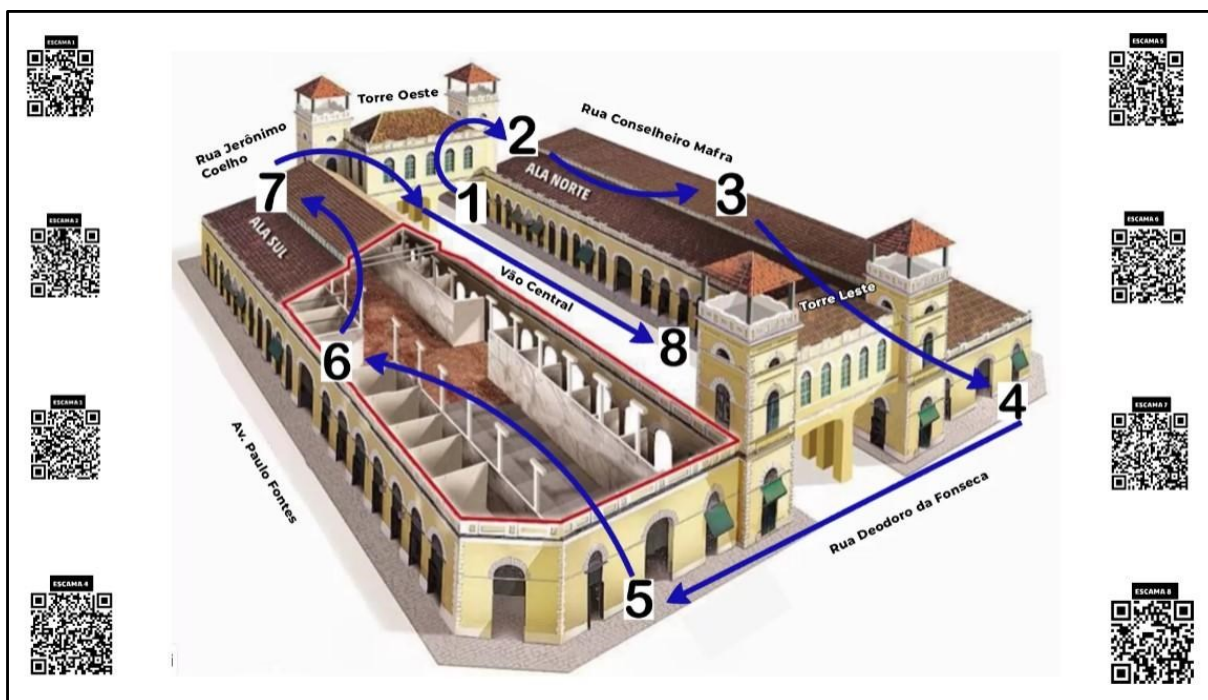 ESCAMA 1
ESCAMA 2
ESCAMA 3
ESCAMA 4
Torre Oeste
Rua Jerônimo
Coelho
Rua Conselheiro Mafra
2
7
1
ALA NORTE
3
ALA SUL
Vão Central
Torre Leste
8
6
4
Av. Paulo Fontes
Rua Deodoro da Fonseca
5
ESCAMA 5
ESCAMA 6
ESCAMA 7
ESCAMA 8